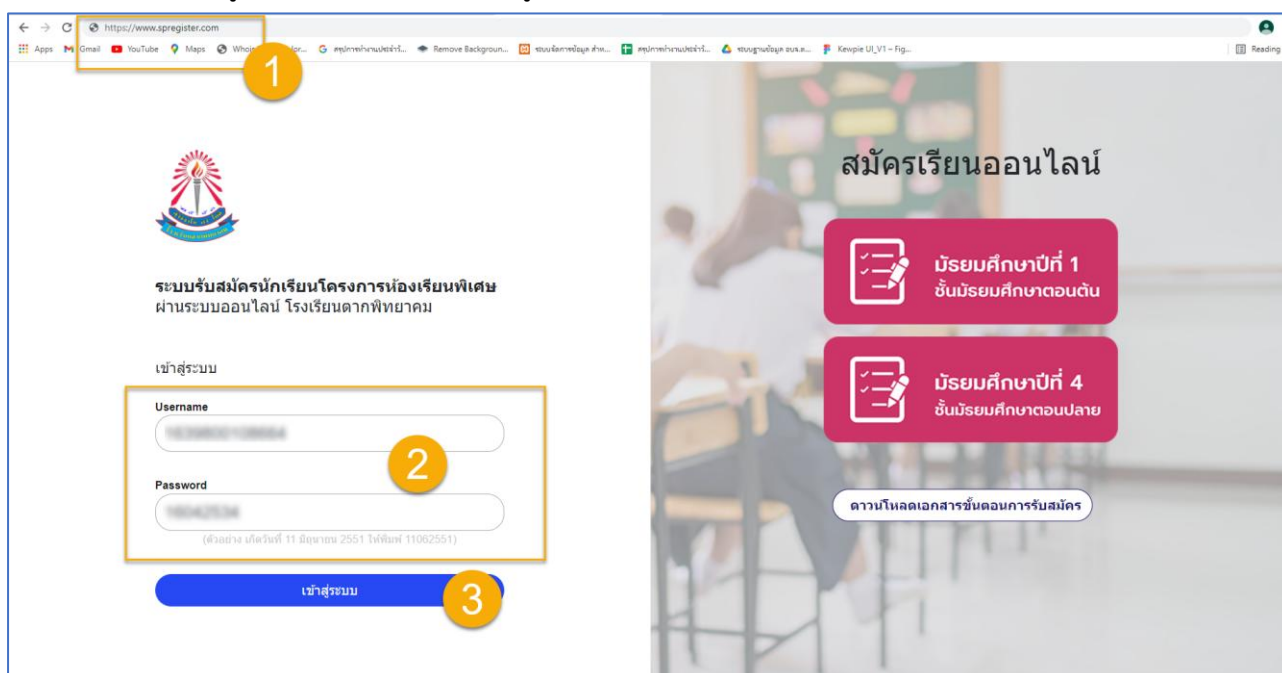 https://www.spregister.com
Apps Gmail YouTube Maps Remove Backgroun... Kewpie UI_V1 – Fig... Reading
1
สมัครเรียนออนไลน์
มัธยมศึกษาปีที่ 1
ชั้นมัธยมศึกษาตอนต้น
มัธยมศึกษาปีที่ 4
ชั้นมัธยมศึกษาตอนปลาย
ดาวน์โหลดเอกสารขั้นตอนการรับสมัคร
ระบบรับสมัครนักเรียนโครงการห้องเรียนพิเศษ
ผ่านระบบออนไลน์ โรงเรียนตากพิทยาคม
เข้าสู่ระบบ
Username
2
Password
(ตัวอย่าง เกิดวันที่ 11 มิถุนายน 2551 ให้พิมพ์ 11062551)
เข้าสู่ระบบ
3